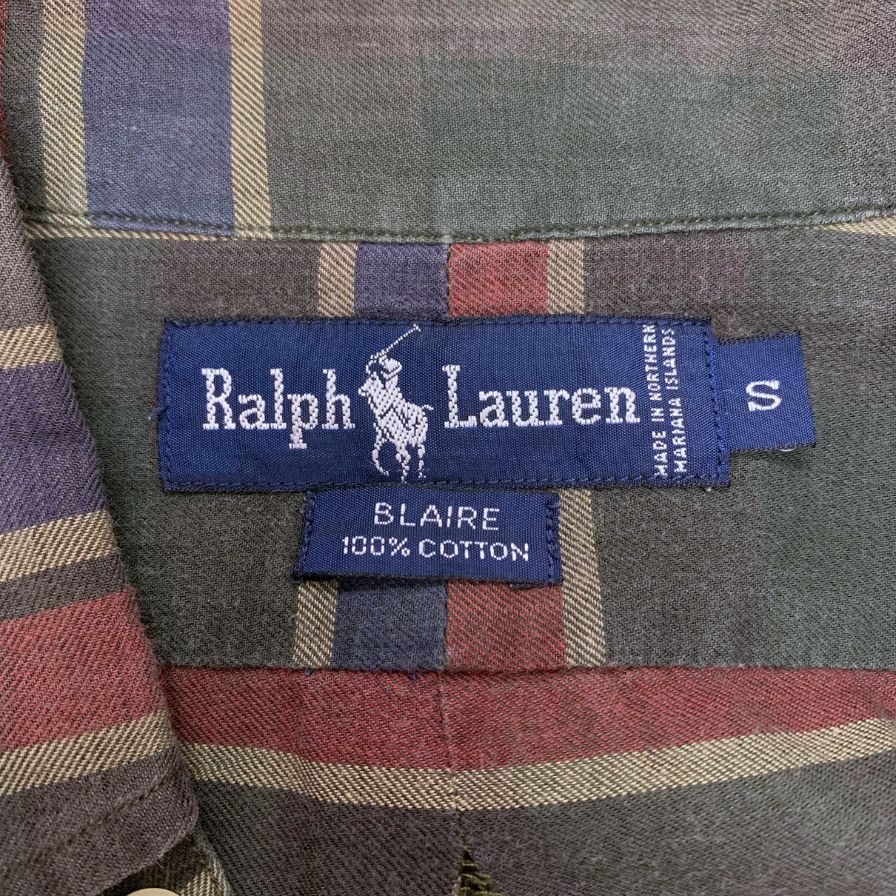 Ralph Lauren
MADE IN NORTHERN
MARIANA ISLANDS
S
BLAIRE
100% COTTON